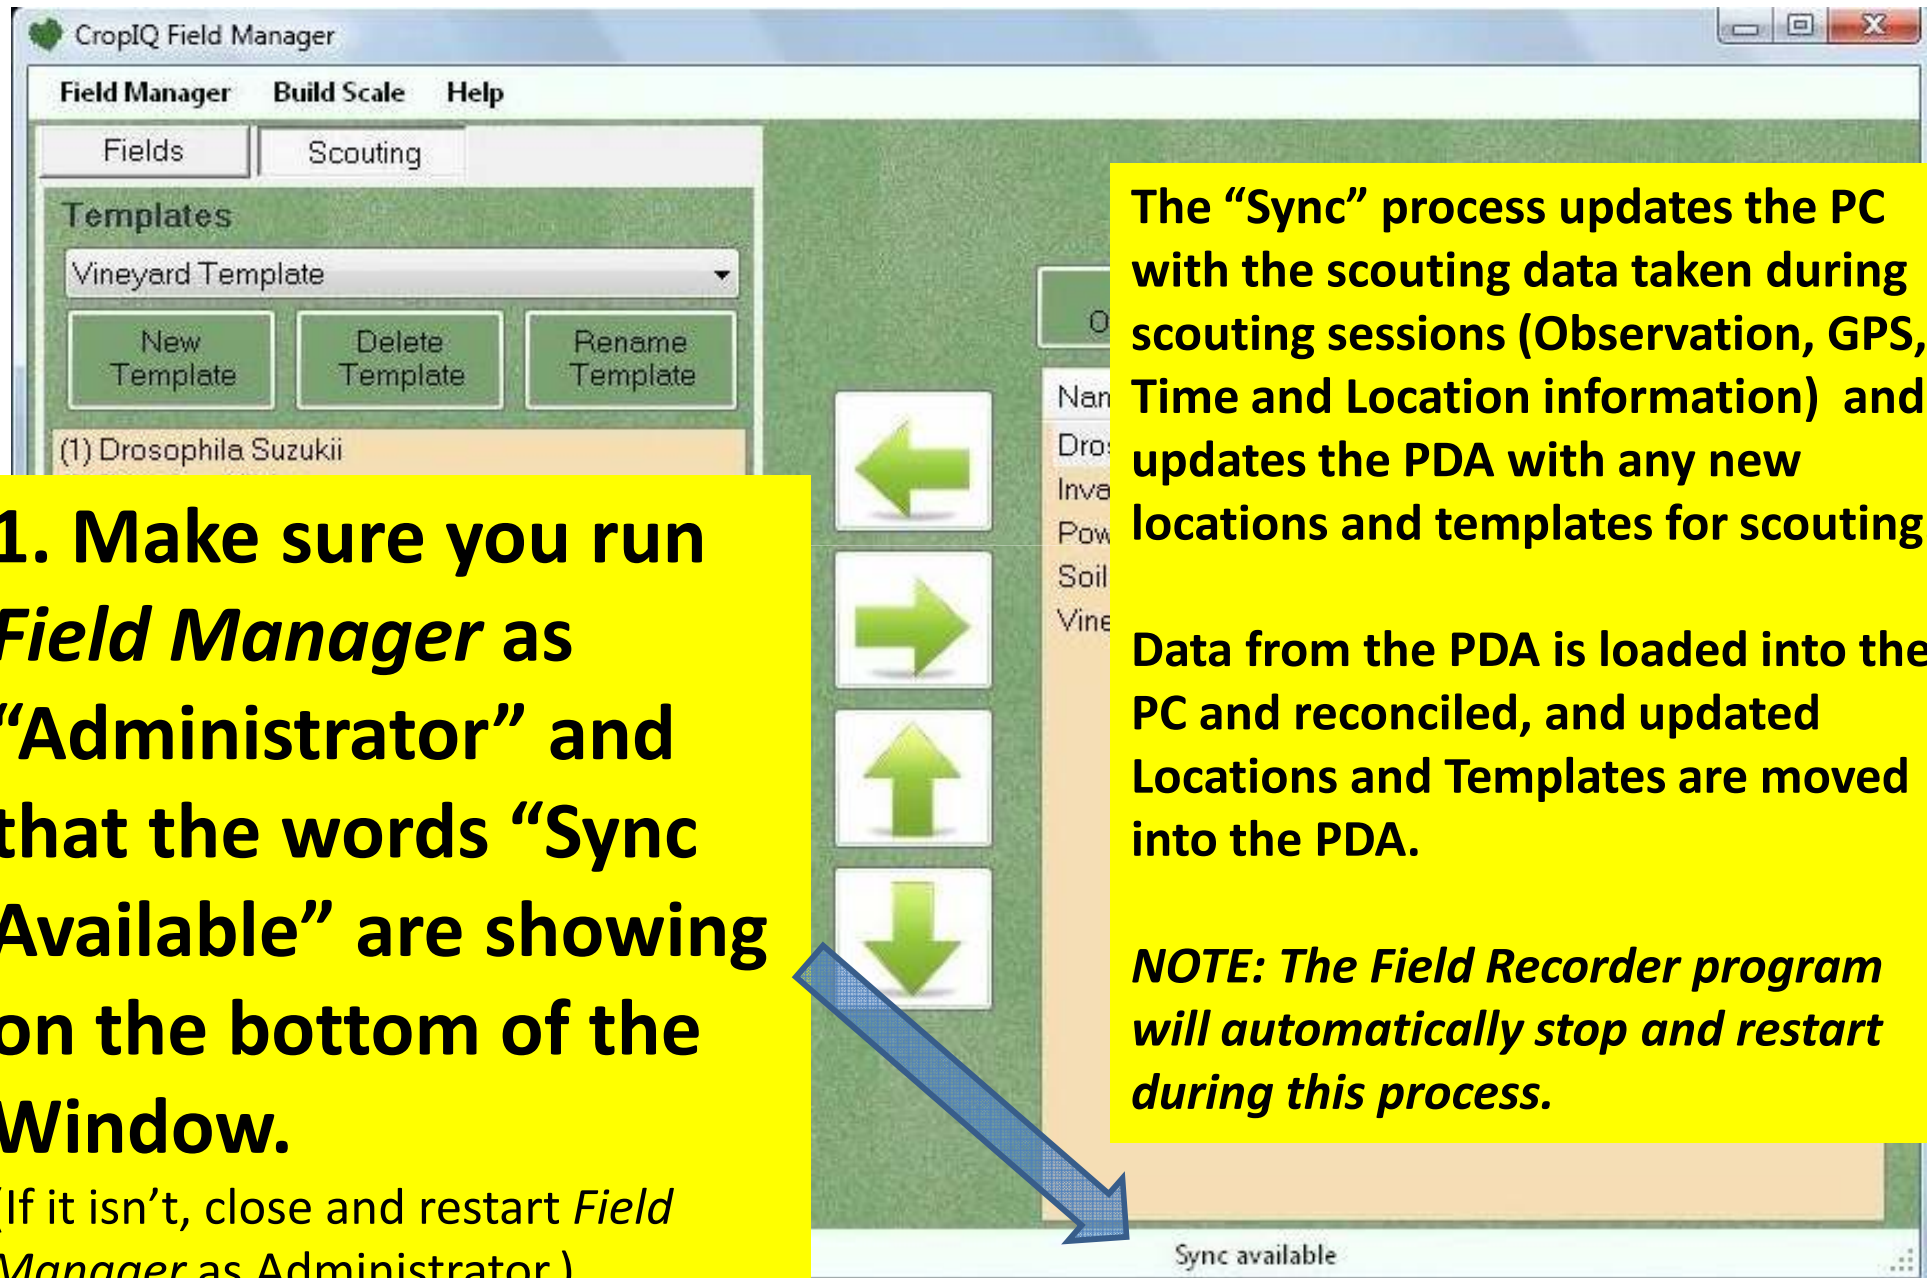 CropIQ Field Manager
Field Manager Build Scale Help
Fields Scouting
Templates
Vineyard Template
New Template
Delete Template
Rename Template
(1) Drosophila Suzukii
1. Make sure you run
Field Manager as
“Administrator” and
that the words “Sync
Available” are showing
on the bottom of the
Window.
(If it isn’t, close and restart Field
Manager as Administrator.)
The “Sync” process updates the PC
with the scouting data taken during
scouting sessions (Observation, GPS,
Time and Location information) and
updates the PDA with any new
locations and templates for scouting
Data from the PDA is loaded into the
PC and reconciled, and updated
Locations and Templates are moved
into the PDA.
NOTE: The Field Recorder program
will automatically stop and restart
during this process.
Soil
Sync available